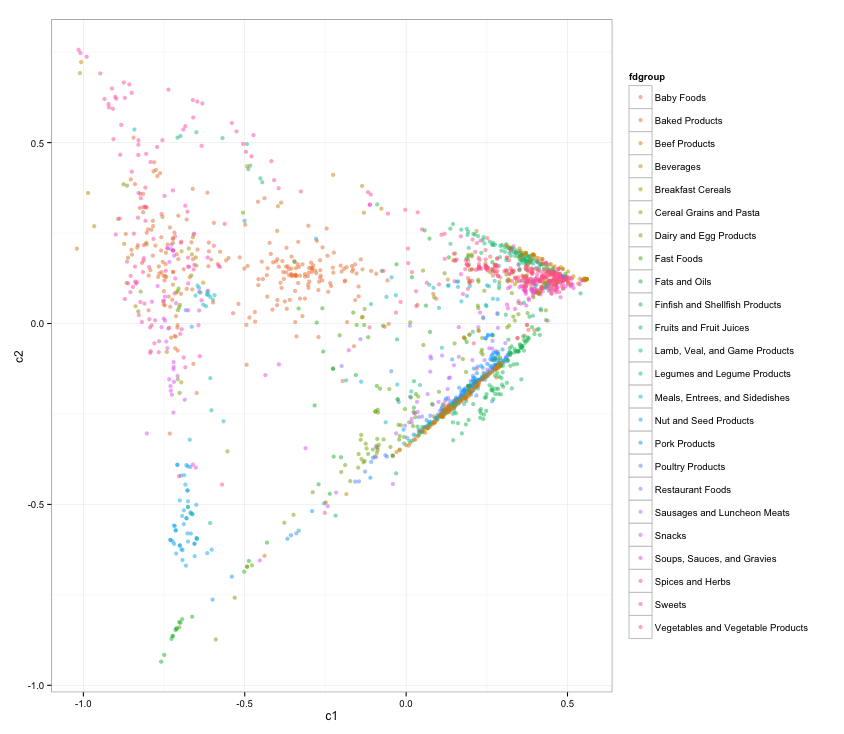 fdgroup
Baby Foods
Baked Products
Beef Products
Beverages
Breakfast Cereals
Cereal Grains and Pasta
Dairy and Egg Products
Fast Foods
Fats and Oils
Finfish and Shellfish Products
Fruits and Fruit Juices
Lamb, Veal, and Game Products
Legumes and Legume Products
Meals, Entrees, and Sidedishes
Nut and Seed Products
Pork Products
Poultry Products
Restaurant Foods
Sausages and Luncheon Meats
Snacks
Soups, Sauces, and Gravies
Spices and Herbs
Sweets
Vegetables and Vegetable Products
0.5
0.0
-0.5
-1.0
c2
-1.0 -0.5 0.0 0.5
c1